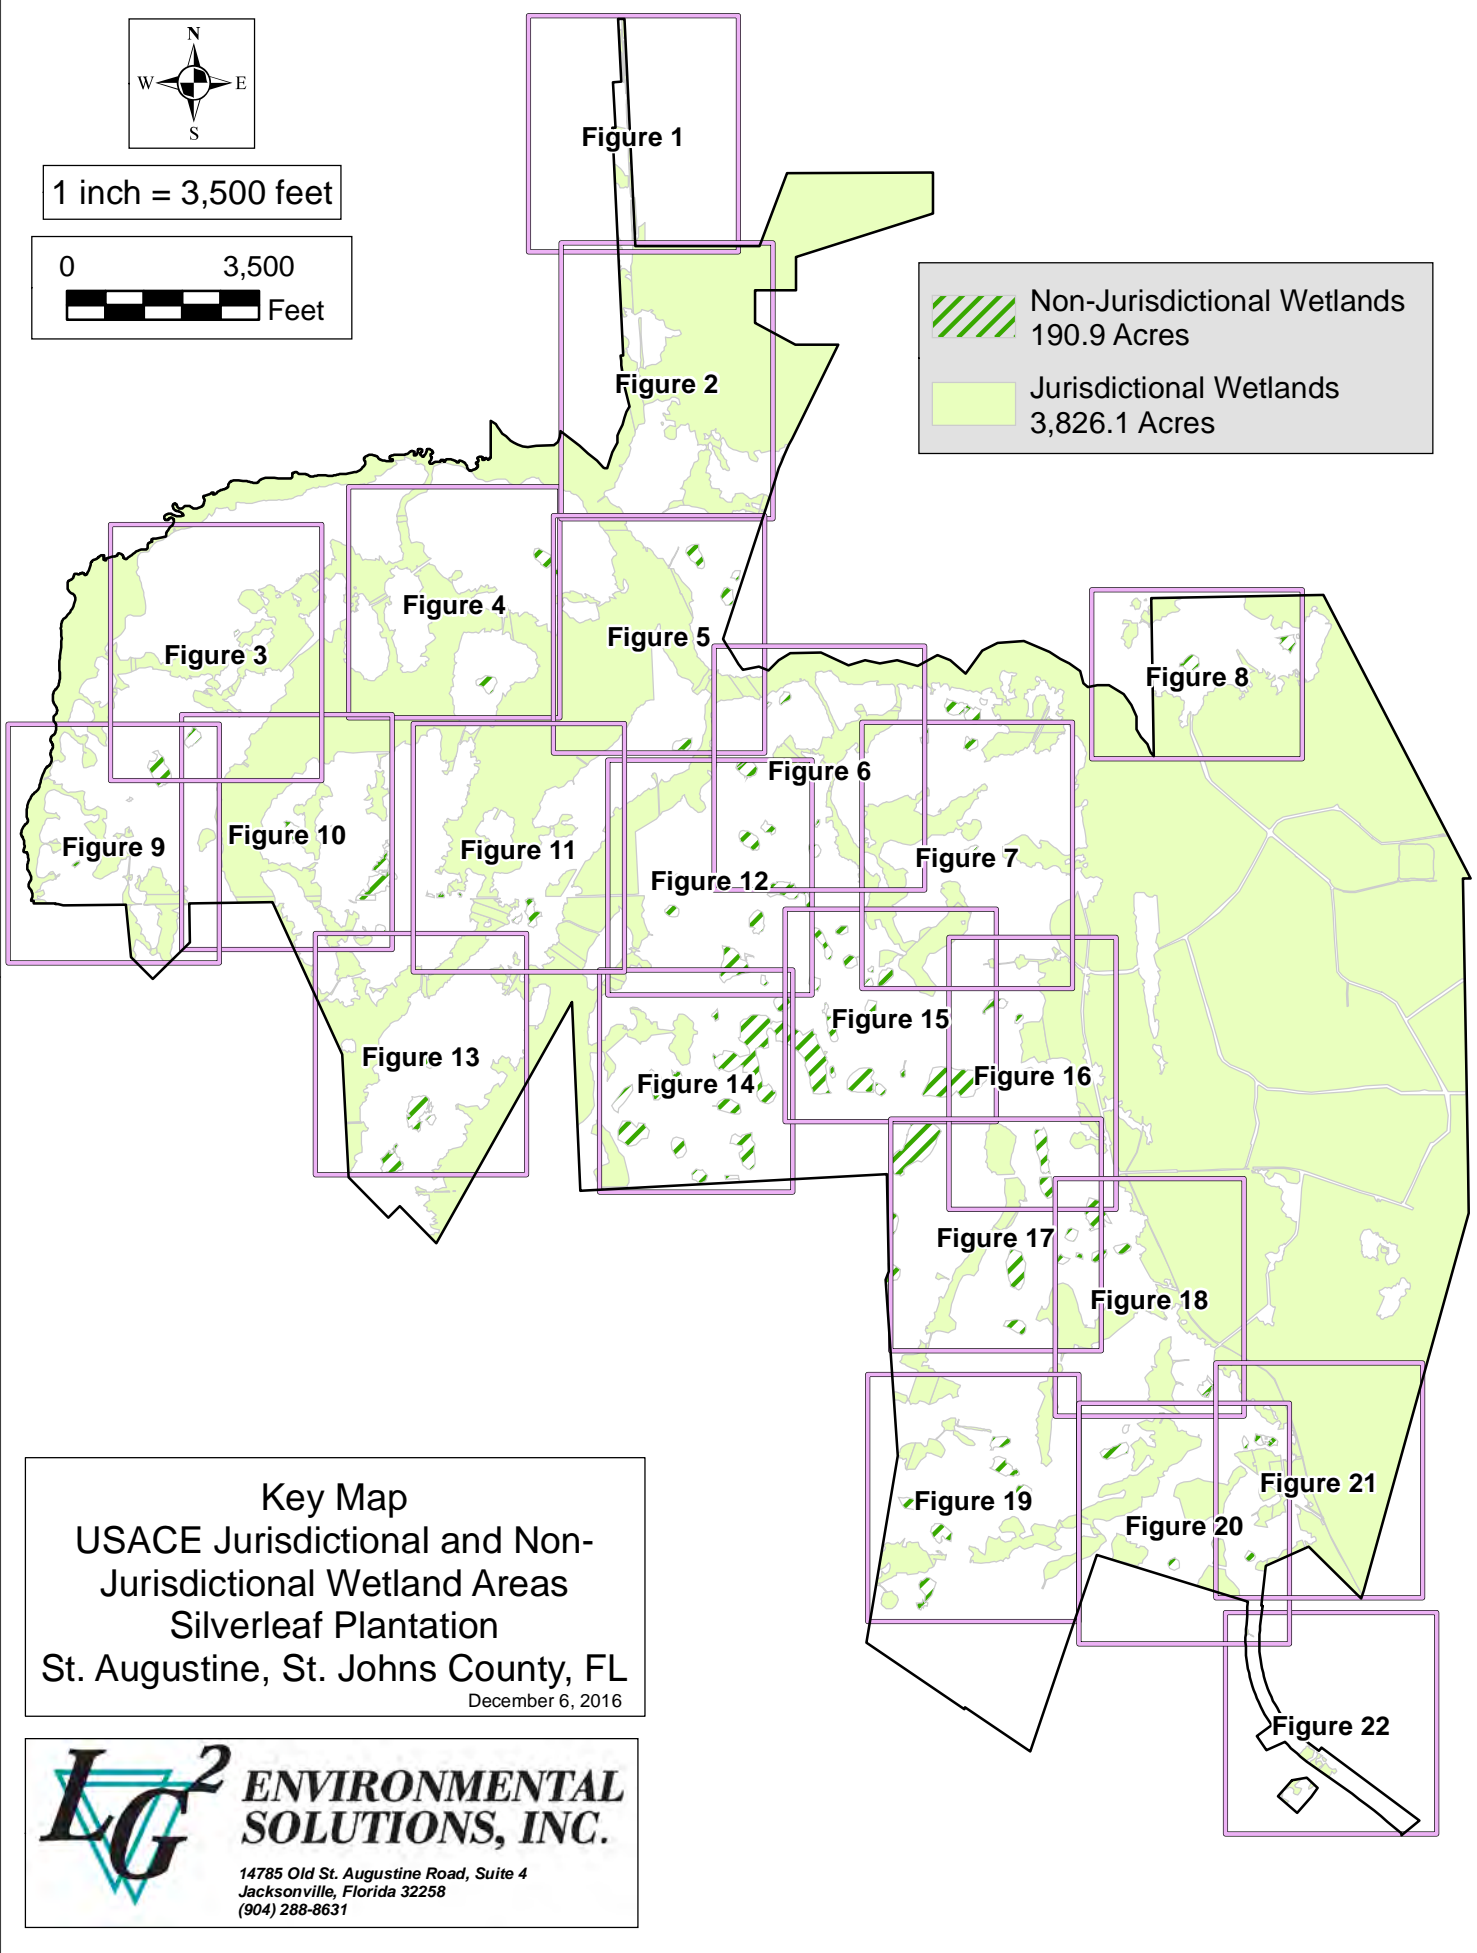 N
W E
S
1 inch = 3,500 feet
0 3,500
Feet
Non-Jurisdictional Wetlands
190.9 Acres
Jurisdictional Wetlands
3,826.1 Acres
Figure 1
Figure 2
Figure 3
Figure 4
Figure 5
Figure 6
Figure 7
Figure 8
Figure 9
Figure 10
Figure 11
Figure 12
Figure 13
Figure 14
Figure 15
Figure 16
Figure 17
Figure 18
Figure 19
Figure 20
Figure 21
Figure 22
Key Map
USACE Jurisdictional and Non-
Jurisdictional Wetland Areas
Silverleaf Plantation
St. Augustine, St. Johns County, FL
December 6, 2016
LG2
ENVIRONMENTAL
SOLUTIONS, INC.
14785 Old St. Augustine Road, Suite 4
Jacksonville, Florida 32258
(904) 288-8631